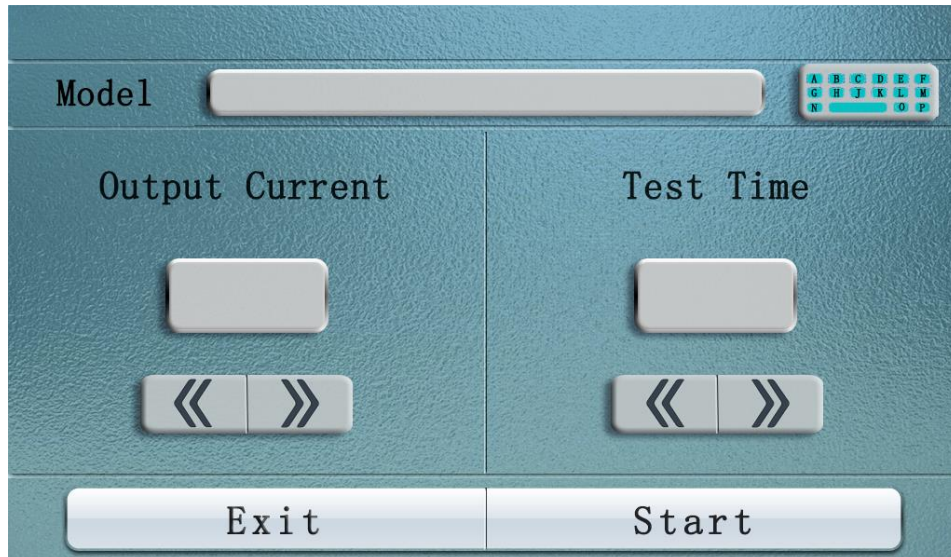 Model
A B C D E F
G H J K L M
N O P
Output Current
Test Time
Exit
Start